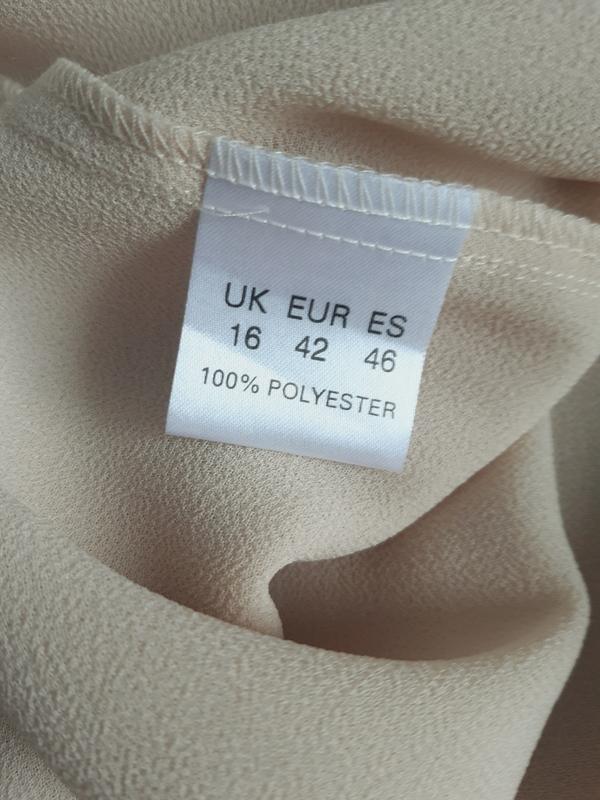 UK EUR ES
16 42 46
100% POLYESTER